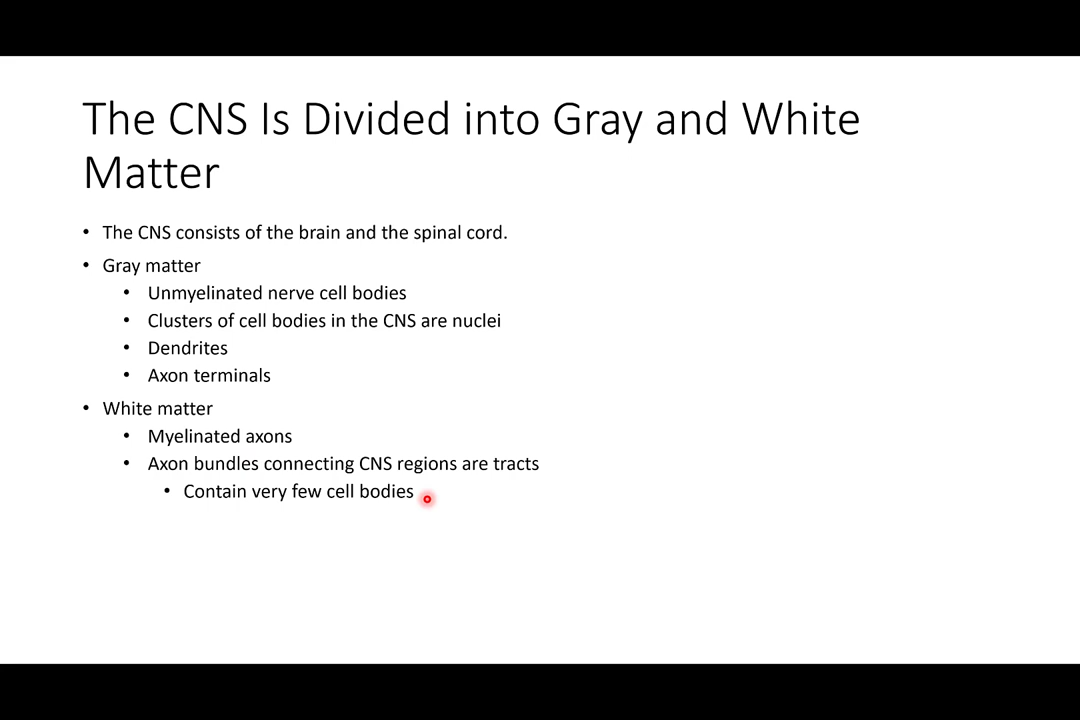 The CNS Is Divided into Gray and White
Matter
• The CNS consists of the brain and the spinal cord.
• Gray matter
• Unmyelinated nerve cell bodies
• Clusters of cell bodies in the CNS are nuclei
• Dendrites
• Axon terminals
• White matter
• Myelinated axons
• Axon bundles connecting CNS regions are tracts
• Contain very few cell bodies